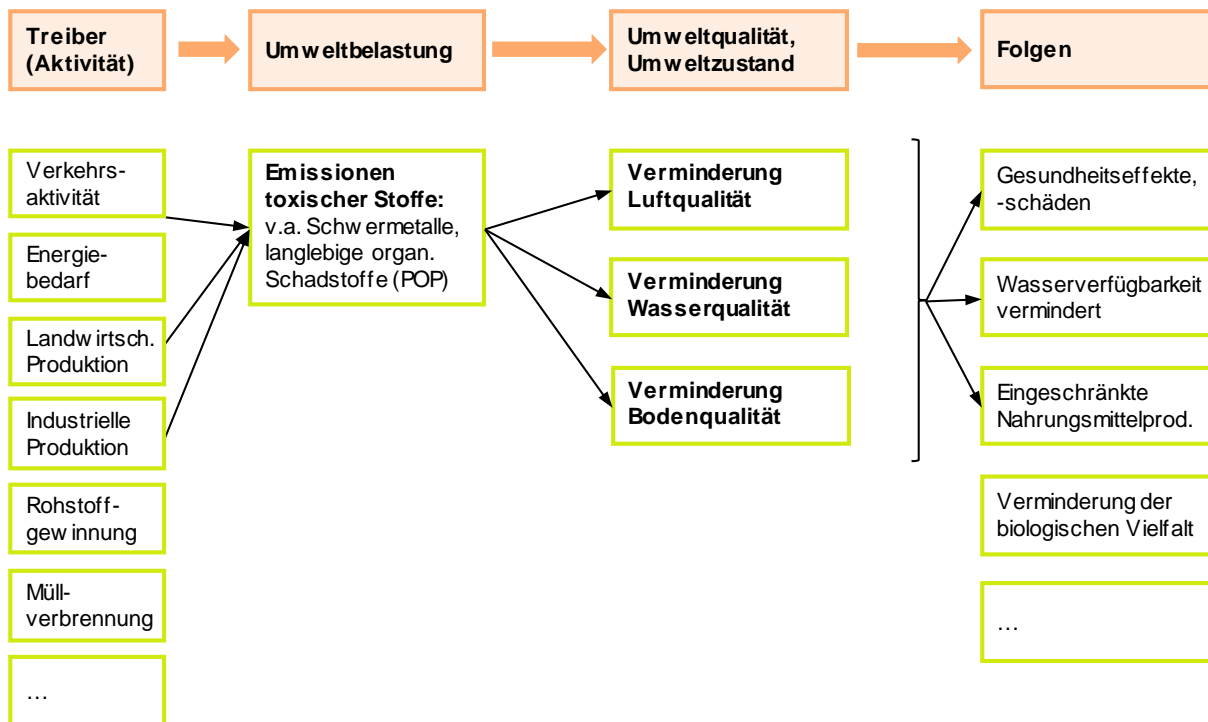 Treiber
(Aktivität)
Umweltbelastung
Umweltqualität,
Umweltzustand
Folgen
Verkehrs-
aktivität
Energie-
bedarf
Landwirtsch.
Produktion
Industrielle
Produktion
Rohstoff-
gewinnung
Müll-
verbrennung
…
Emissionen
toxischer Stoffe:
v.a. Schwermetalle,
langlebige organ.
Schadstoffe (POP)
Verminderung
Luftqualität
Verminderung
Wasserqualität
Verminderung
Bodenqualität
Gesundheitseffekte,
-schäden
Wasserverfügbarkeit
vermindert
Eingeschränkte
Nahrungsmittelprod.
Verminderung der
biologischen Vielfalt
…